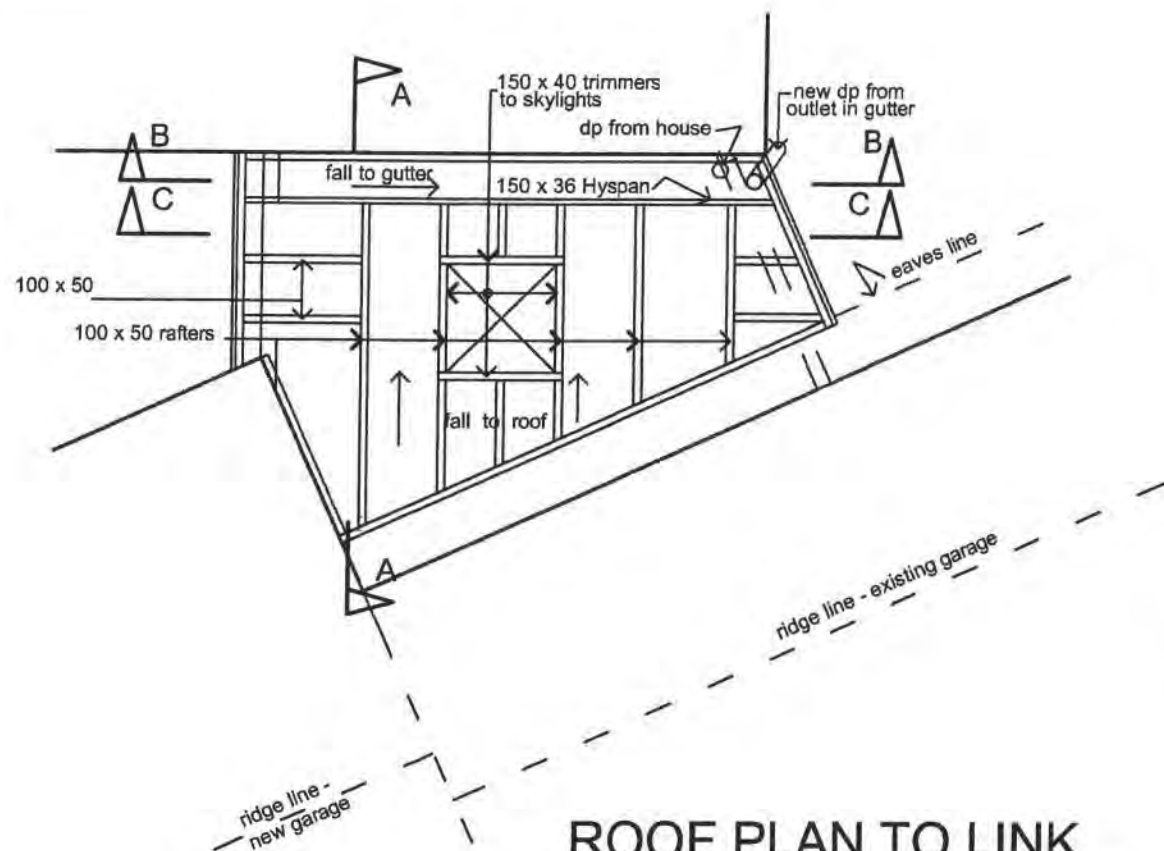 A
150 x 40 trimmers
to skylights
new dp from
outlet in gutter
dp from house
B
B
fall to gutter
150 x 36 Hyspan
C
C
eaves line
100 x 50
100 x 50 rafters
fall to roof
A
ridge line - existing garage
ridge line -
new garage
ROOF PLAN TO LINK